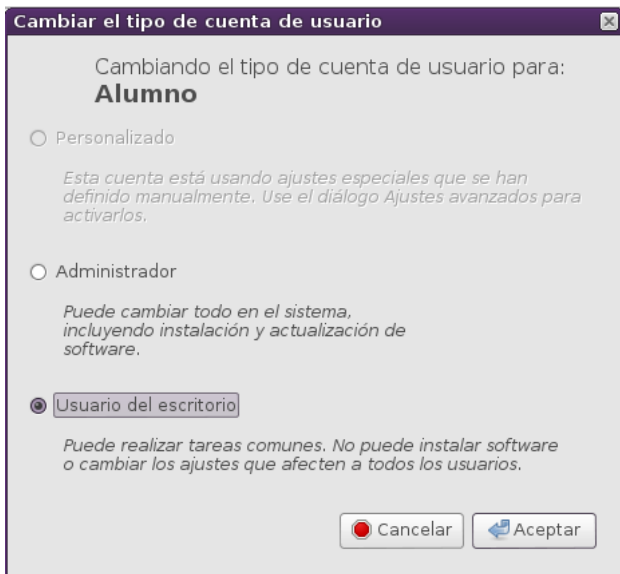 Cambiar el tipo de cuenta de usuario
Cambiando el tipo de cuenta de usuario para:
Alumno
Personalizado
Esta cuenta está usando ajustes especiales que se han
definido manualmente. Use el diálogo Ajustes avanzados para
activarlos.
Administrador
Puede cambiar todo en el sistema,
incluyendo instalación y actualización de
software.
Usuario del escritorio
Puede realizar tareas comunes. No puede instalar software
o cambiar los ajustes que afecten a todos los usuarios.
Cancelar Aceptar